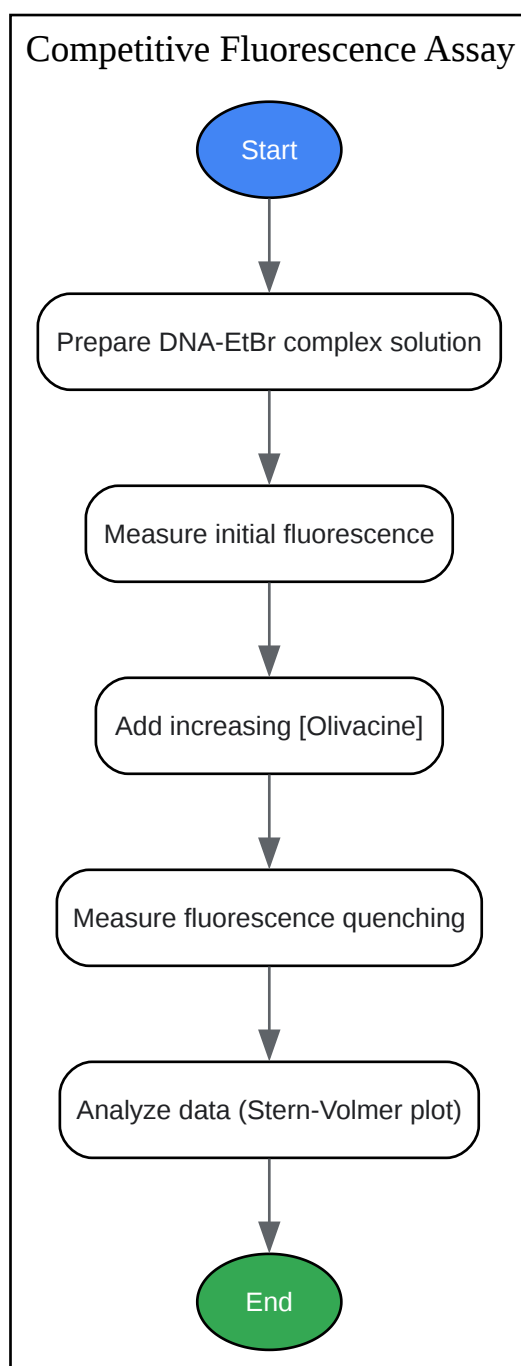 Competitive Fluorescence Assay
Start
Prepare DNA-EtBr complex solution
Measure initial fluorescence
Add increasing [Olivacine]
Measure fluorescence quenching
Analyze data (Stern-Volmer plot)
End